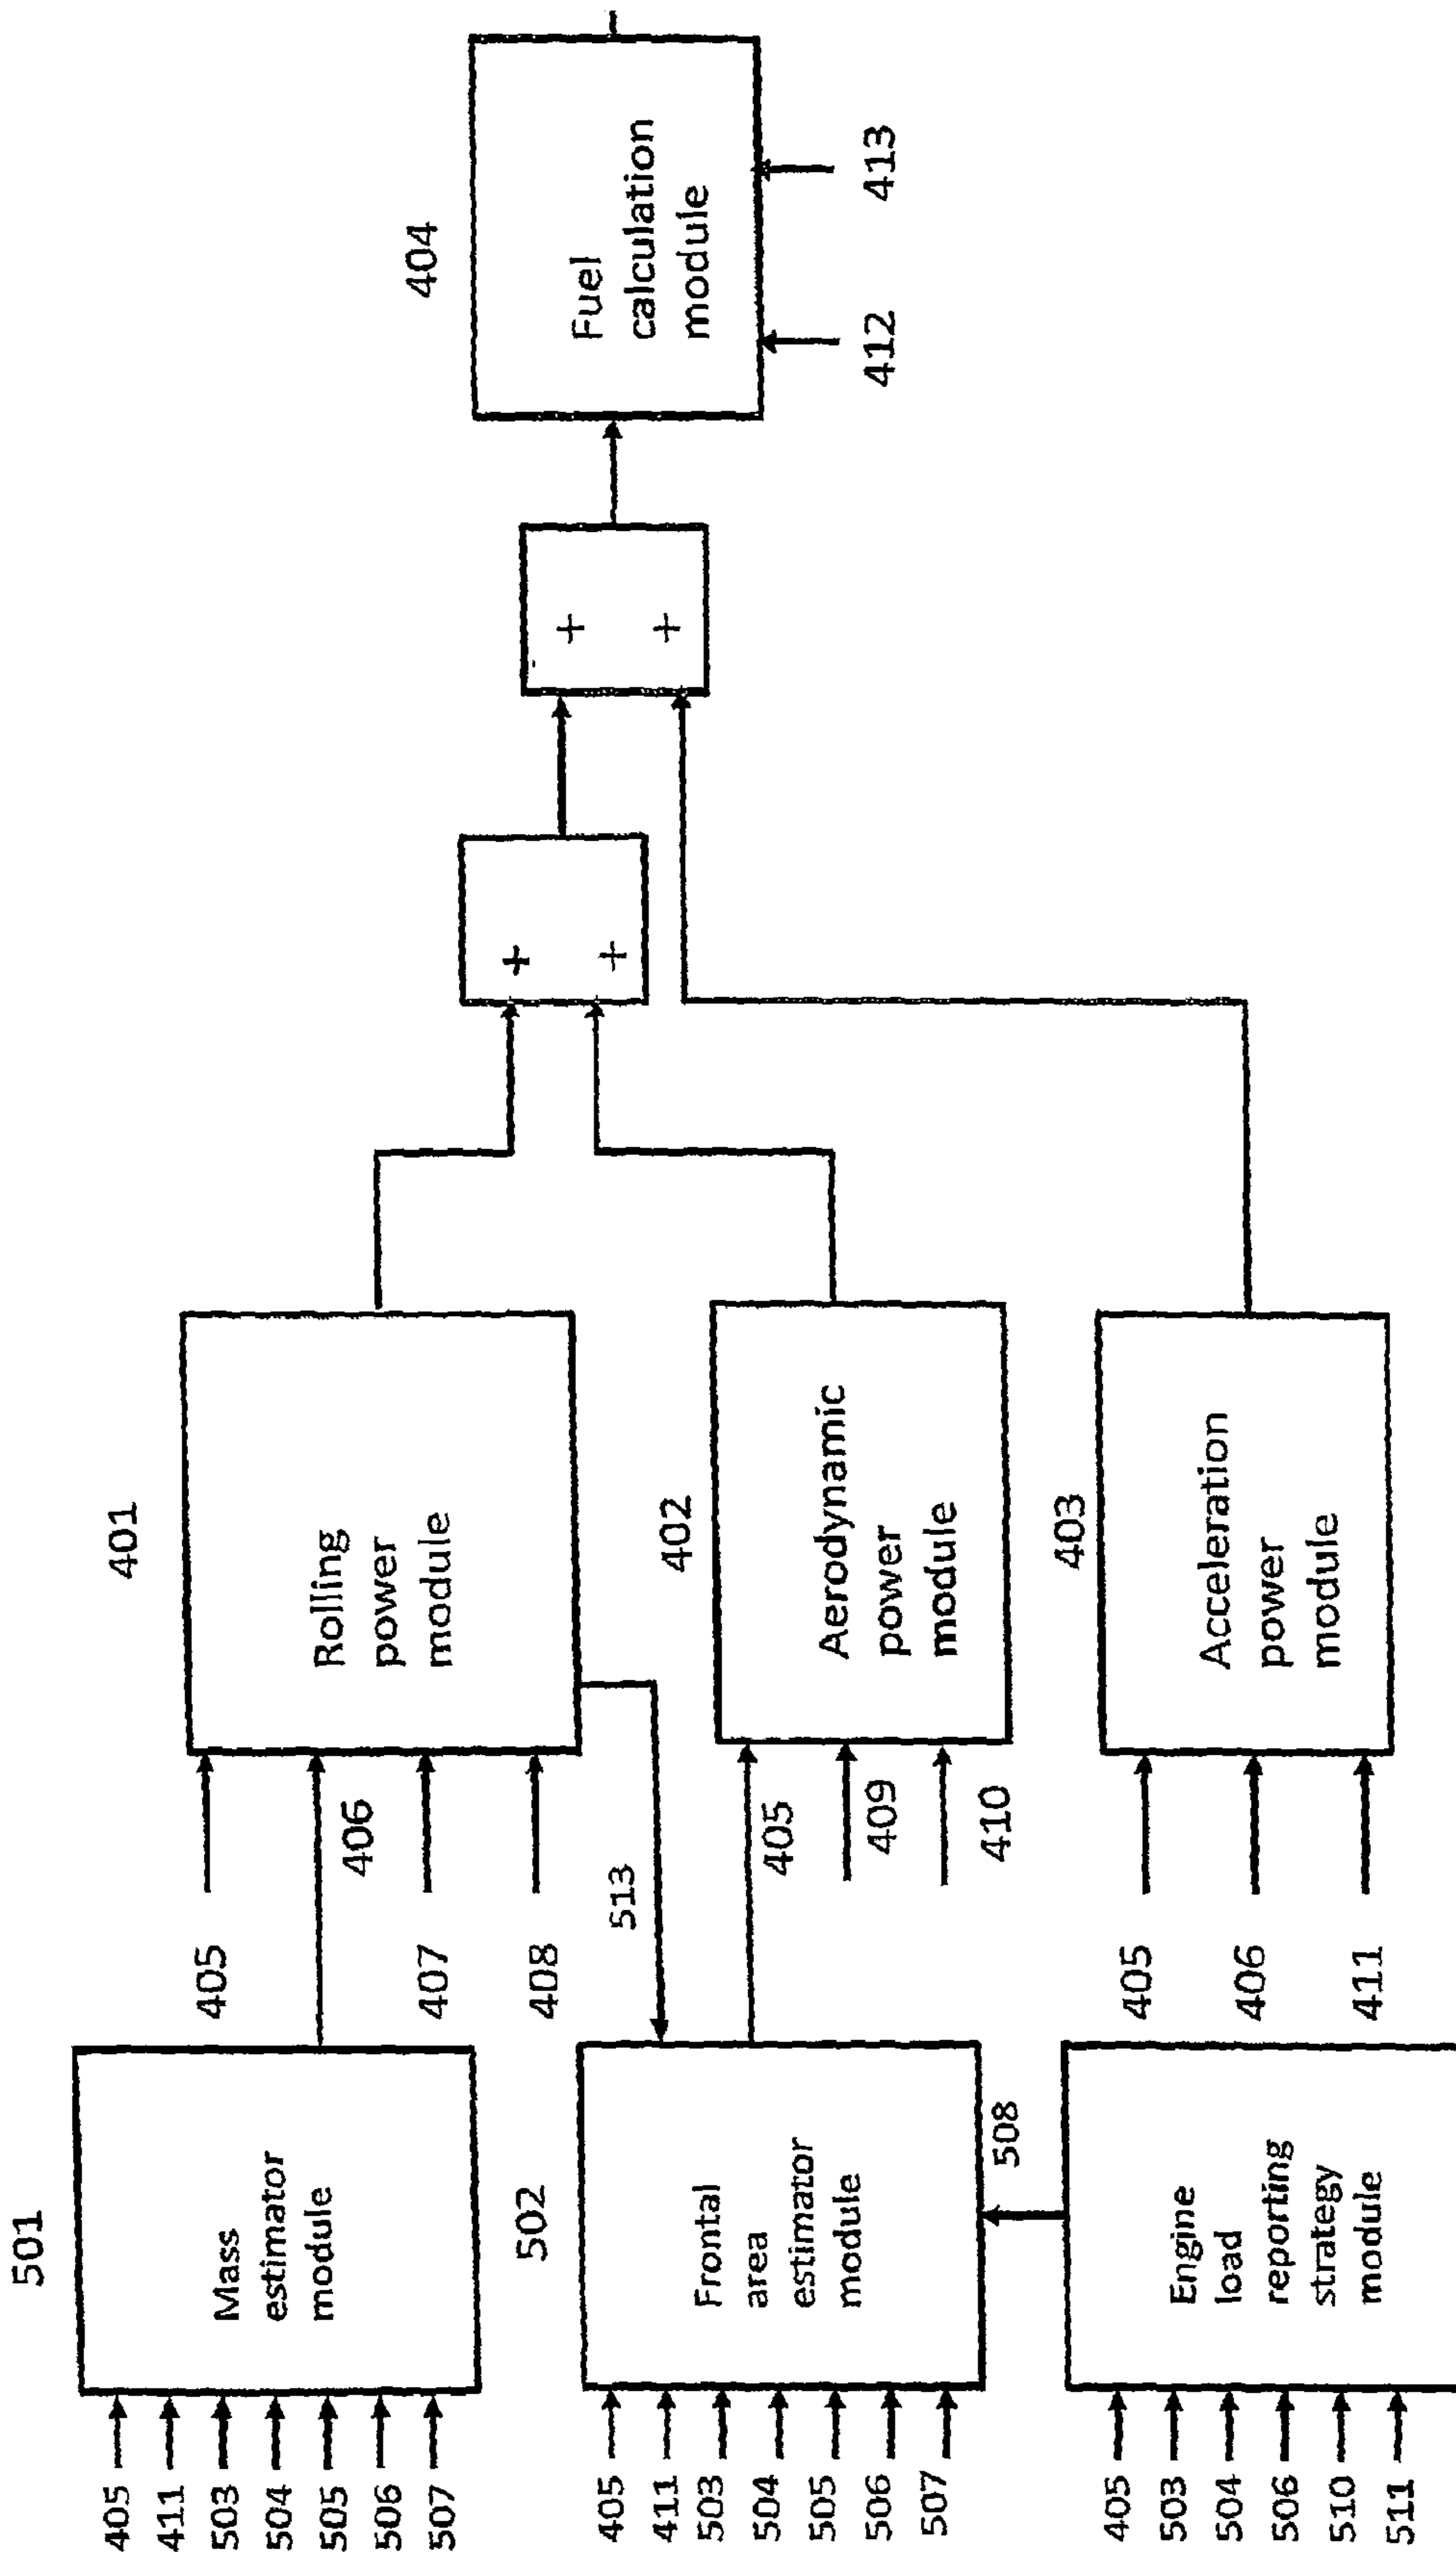 501
Mass
estimator
module
405
411
503
504
505
506
507
502
Frontal
area
estimator
module
405
411
503
504
505
506
507
508
Engine
load
reporting
strategy
module
405
503
504
506
510
511
401
Rolling
power
module
405
406
407
408
513
402
Aerodynamic
power
module
405
409
410
403
Acceleration
power
module
405
406
411
+
+
+
+
404
Fuel
calculation
module
412
413